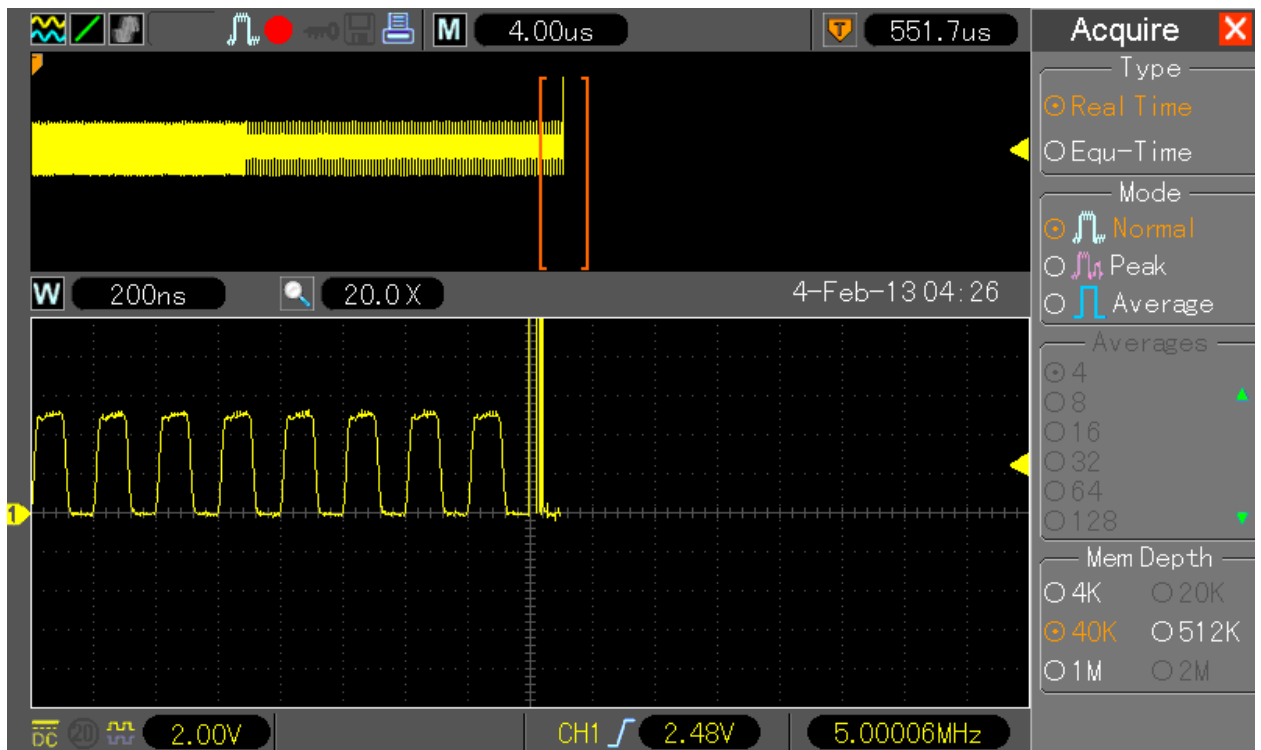 M 4.00us T 551.7us Acquire X
Type
Real Time
Equ-Time
Mode
Normal
Peak
Average
W 200ns 20.0X 4-Feb-13 04:26
Averages
4
8
16
32
64
128
1
Mem Depth
4K 20K
40K 512K
1M 2M
DC 20 2.00V CH1 2.48V 5.00006MHz